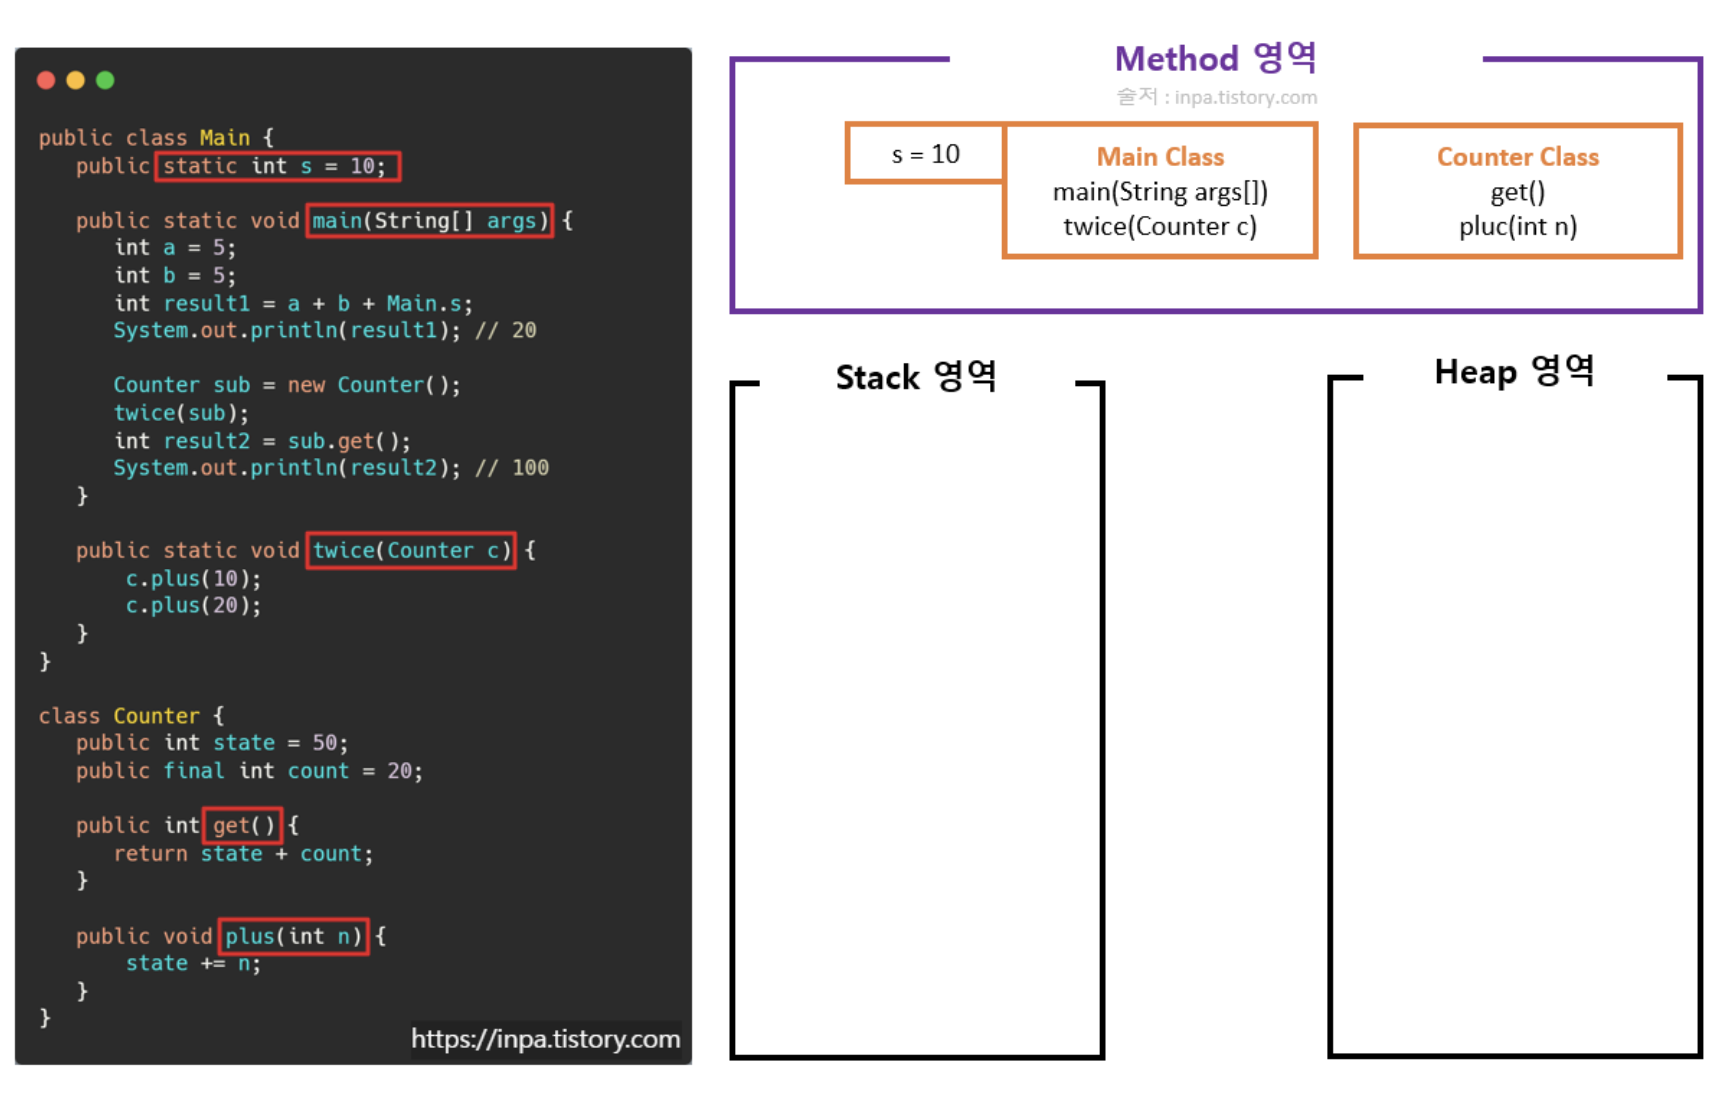 public class Main {
public static int s = 10;
public static void main(String[] args) {
int a = 5;
int b = 5;
int result1 = a + b + Main.s;
System.out.println(result1); // 20
Counter sub = new Counter();
twice(sub);
int result2 = sub.get();
System.out.println(result2); // 100
}
public static void twice(Counter c) {
c.plus(10);
c.plus(20);
}
}
class Counter {
public int state = 50;
public final int count = 20;
public int get() {
return state + count;
}
public void plus(int n) {
state += n;
}
}
https://inpa.tistory.com
Method 영역
출저 : inpa.tistory.com
s = 10
Main Class
main(String args[])
twice(Counter c)
Counter Class
get()
pluc(int n)
Stack 영역
Heap 영역